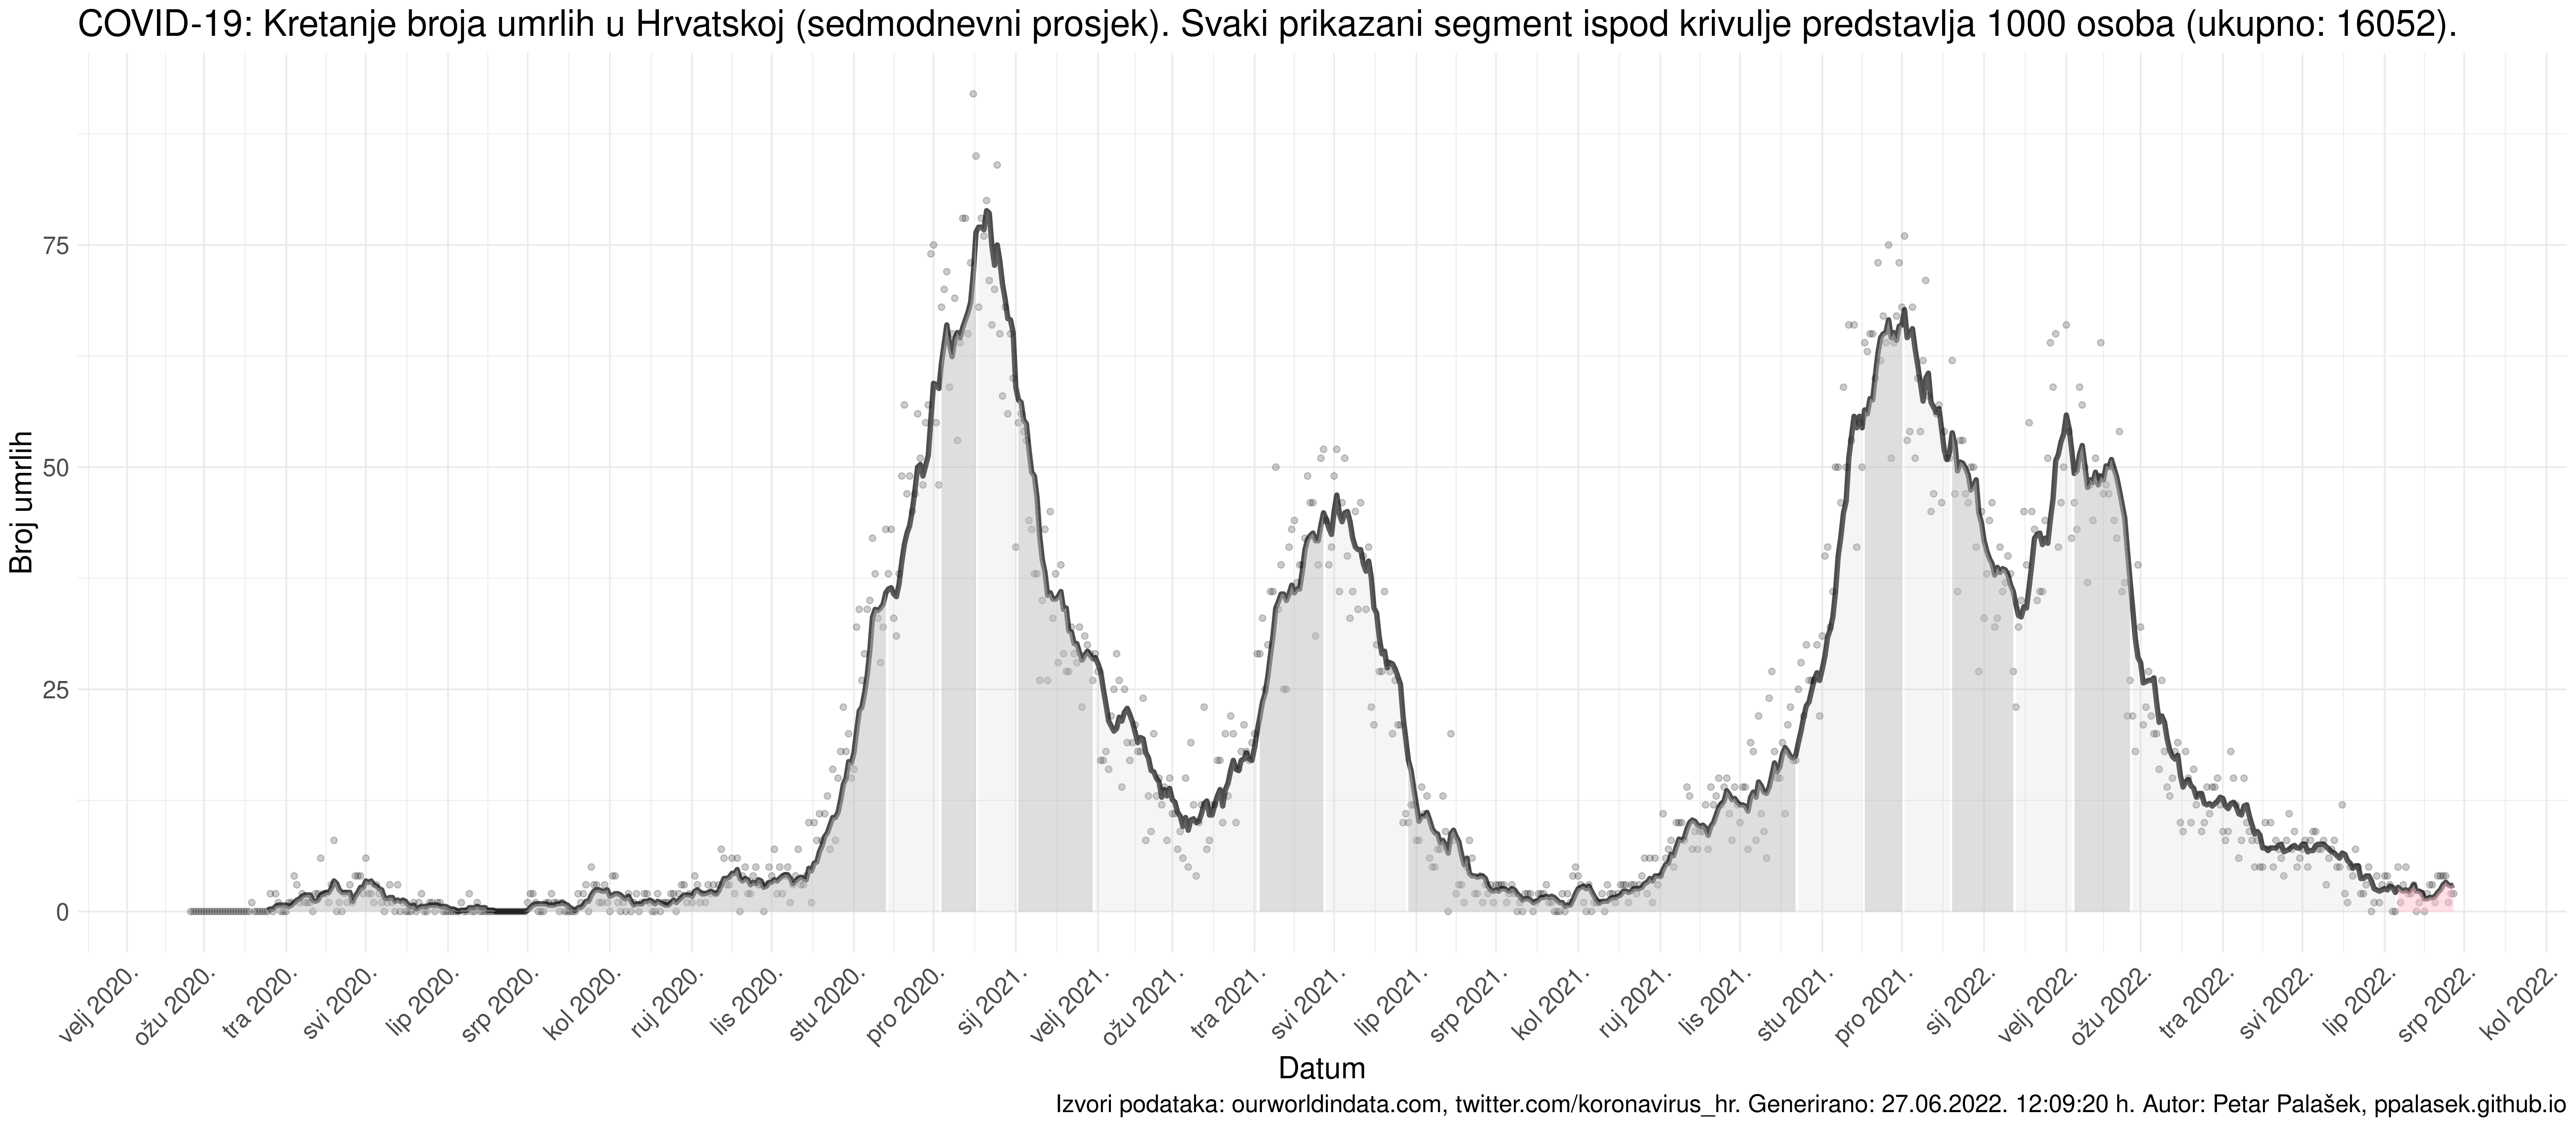 COVID-19: Kretanje broja umrlih u Hrvatskoj (sedmodnevni prosjek). Svaki prikazani segment ispod krivulje predstavlja 1000 osoba (ukupno: 16052).
Broj umrlih
75
50
25
0
velj 2020.
ožu 2020.
tra 2020.
svi 2020.
lip 2020.
srp 2020.
kol 2020.
ruj 2020.
lis 2020.
stu 2020.
pro 2020.
sij 2021.
velj 2021.
ožu 2021.
tra 2021.
svi 2021.
lip 2021.
srp 2021.
kol 2021.
ruj 2021.
lis 2021.
stu 2021.
pro 2021.
sij 2022.
velj 2022.
ožu 2022.
tra 2022.
svi 2022.
lip 2022.
srp 2022.
kol 2022.
Datum
Izvori podataka: ourworldindata.com, twitter.com/koronavirus_hr. Generirano: 27.06.2022. 12:09:20 h. Autor: Petar Palašek, ppalasek.github.io